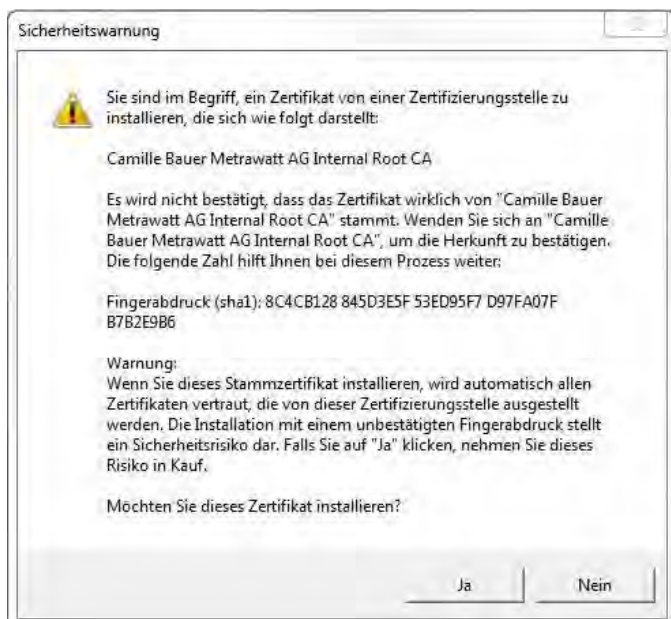 Sicherheitswarnung
Sie sind im Begriff, ein Zertifikat von einer Zertifizierungsstelle zu
installieren, die sich wie folgt darstellt:
Camille Bauer Metrawatt AG Internal Root CA
Es wird nicht bestätigt, dass das Zertifikat wirklich von "Camille Bauer
Metrawatt AG Internal Root CA" stammt. Wenden Sie sich an "Camille
Bauer Metrawatt AG Internal Root CA", um die Herkunft zu bestätigen.
Die folgende Zahl hilft Ihnen bei diesem Prozess weiter:
Fingerabdruck (sha1): 8C4CB128 845D3E5F 53ED95F7 D97FA07F
B7B2E9B6
Warnung:
Wenn Sie dieses Stammzertifikat installieren, wird automatisch allen
Zertifikaten vertraut, die von dieser Zertifizierungsstelle ausgestellt
werden. Die Installation mit einem unbestätigten Fingerabdruck stellt
ein Sicherheitsrisiko dar. Falls Sie auf "Ja" klicken, nehmen Sie dieses
Risiko in Kauf.
Möchten Sie dieses Zertifikat installieren?
Ja Nein